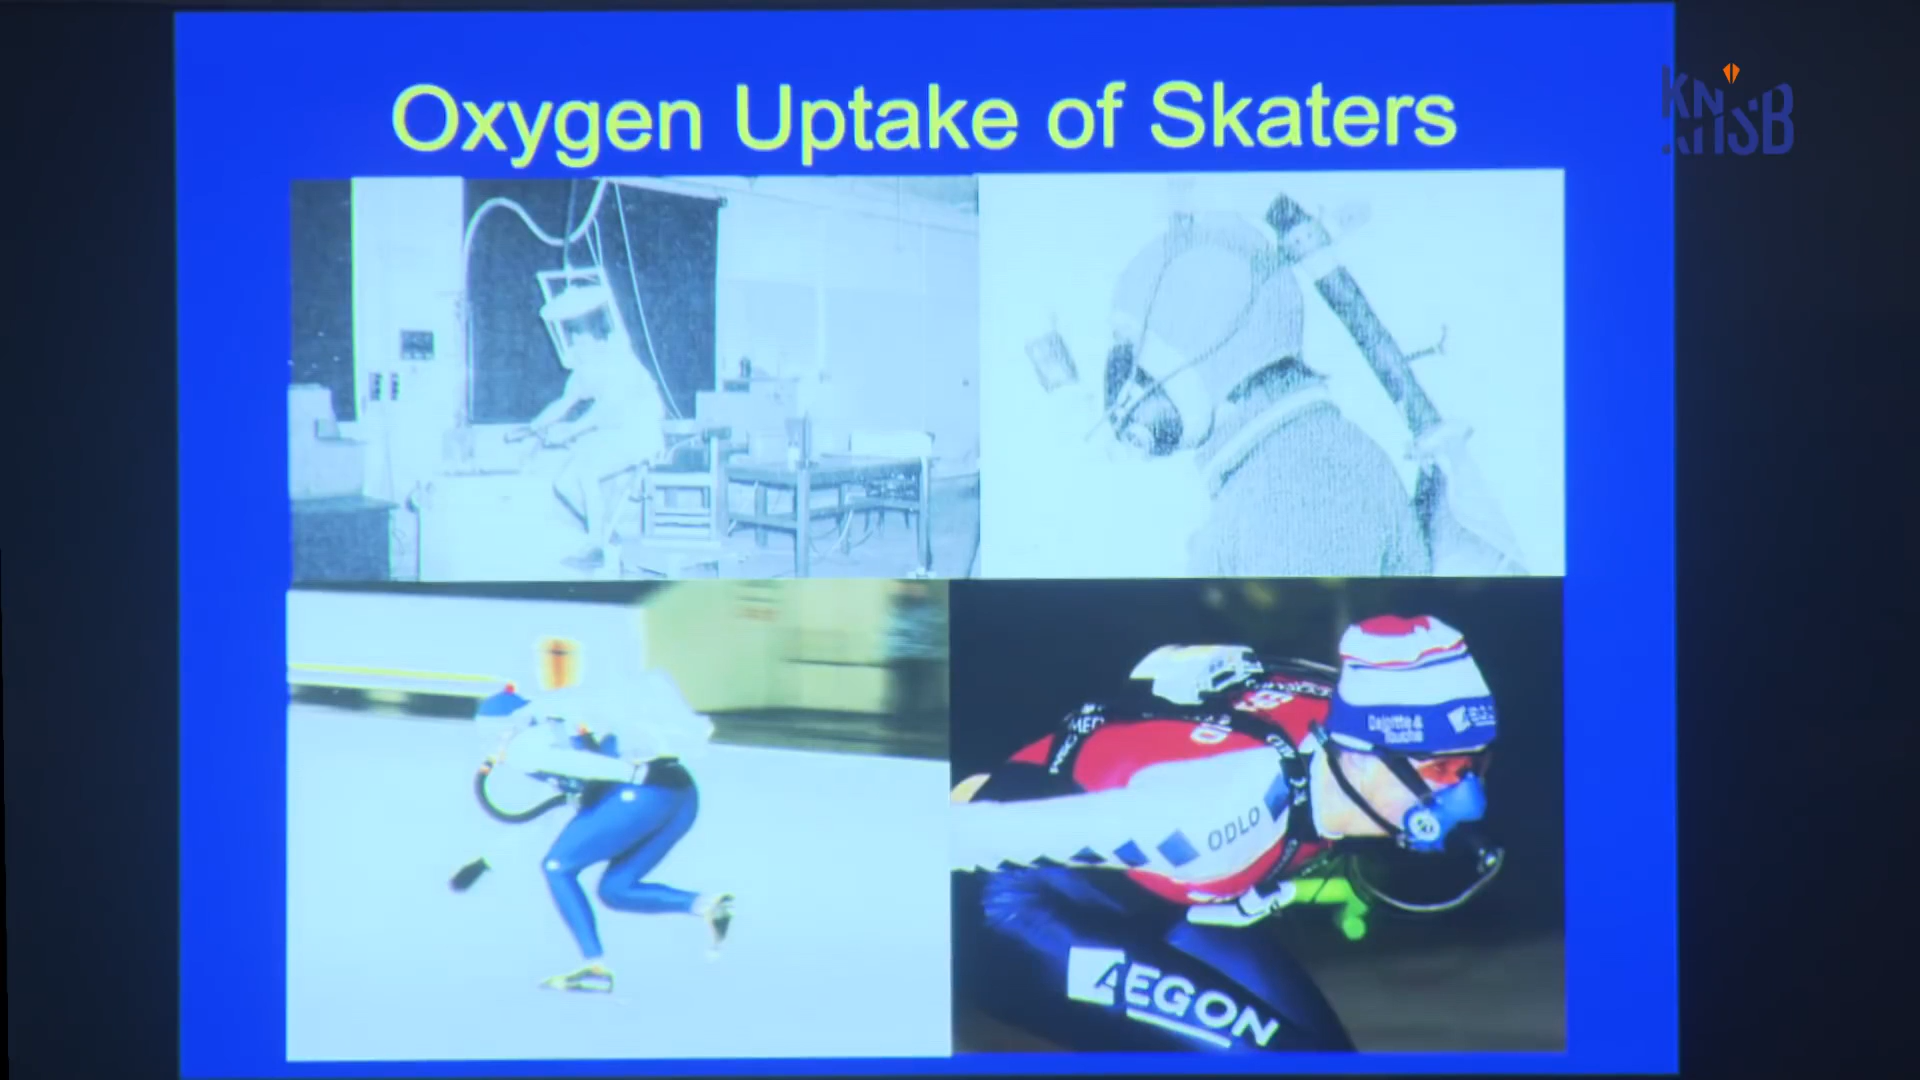 Oxygen Uptake of Skaters
KNSB
Deloitte &
Touche
ODLO
AEGON